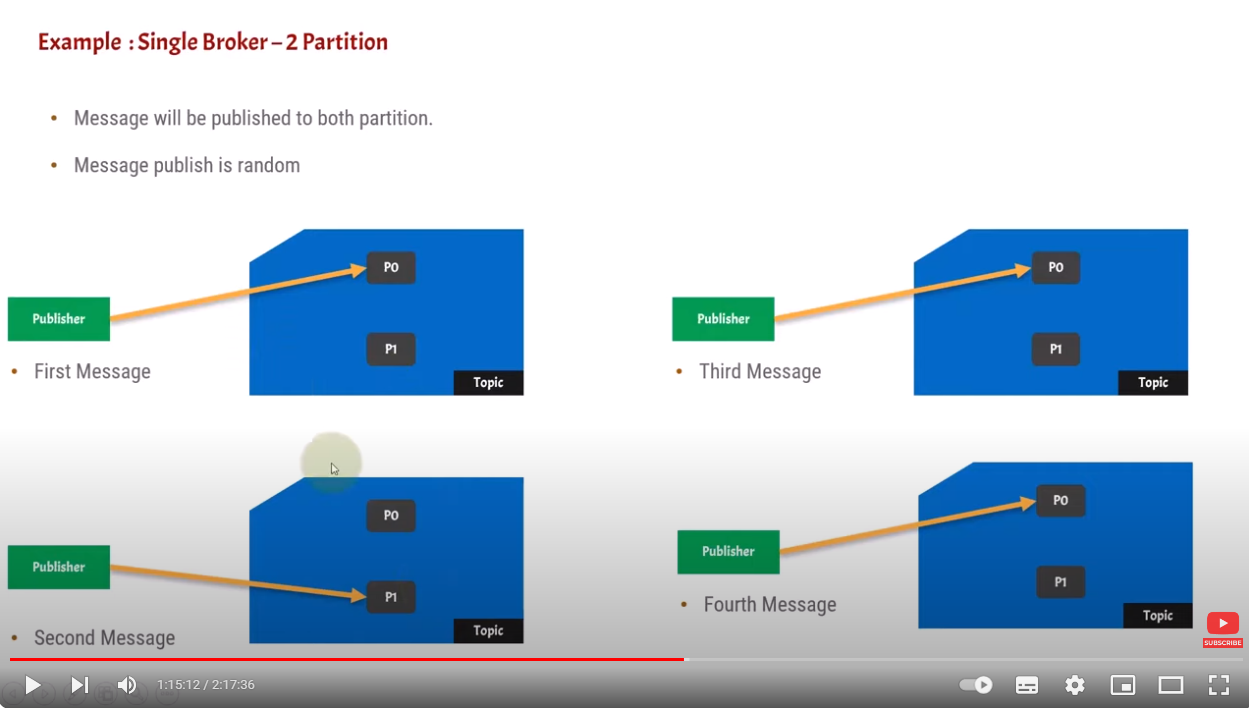 Example : Single Broker – 2 Partition
• Message will be published to both partition.
• Message publish is random
P0
Publisher
P1
• First Message
Topic
P0
Publisher
P1
• Third Message
Topic
P0
Publisher
P1
Topic
• Second Message
P0
Publisher
P1
• Fourth Message
Topic
SUBSCRIBE
1:15:12 / 2:17:36